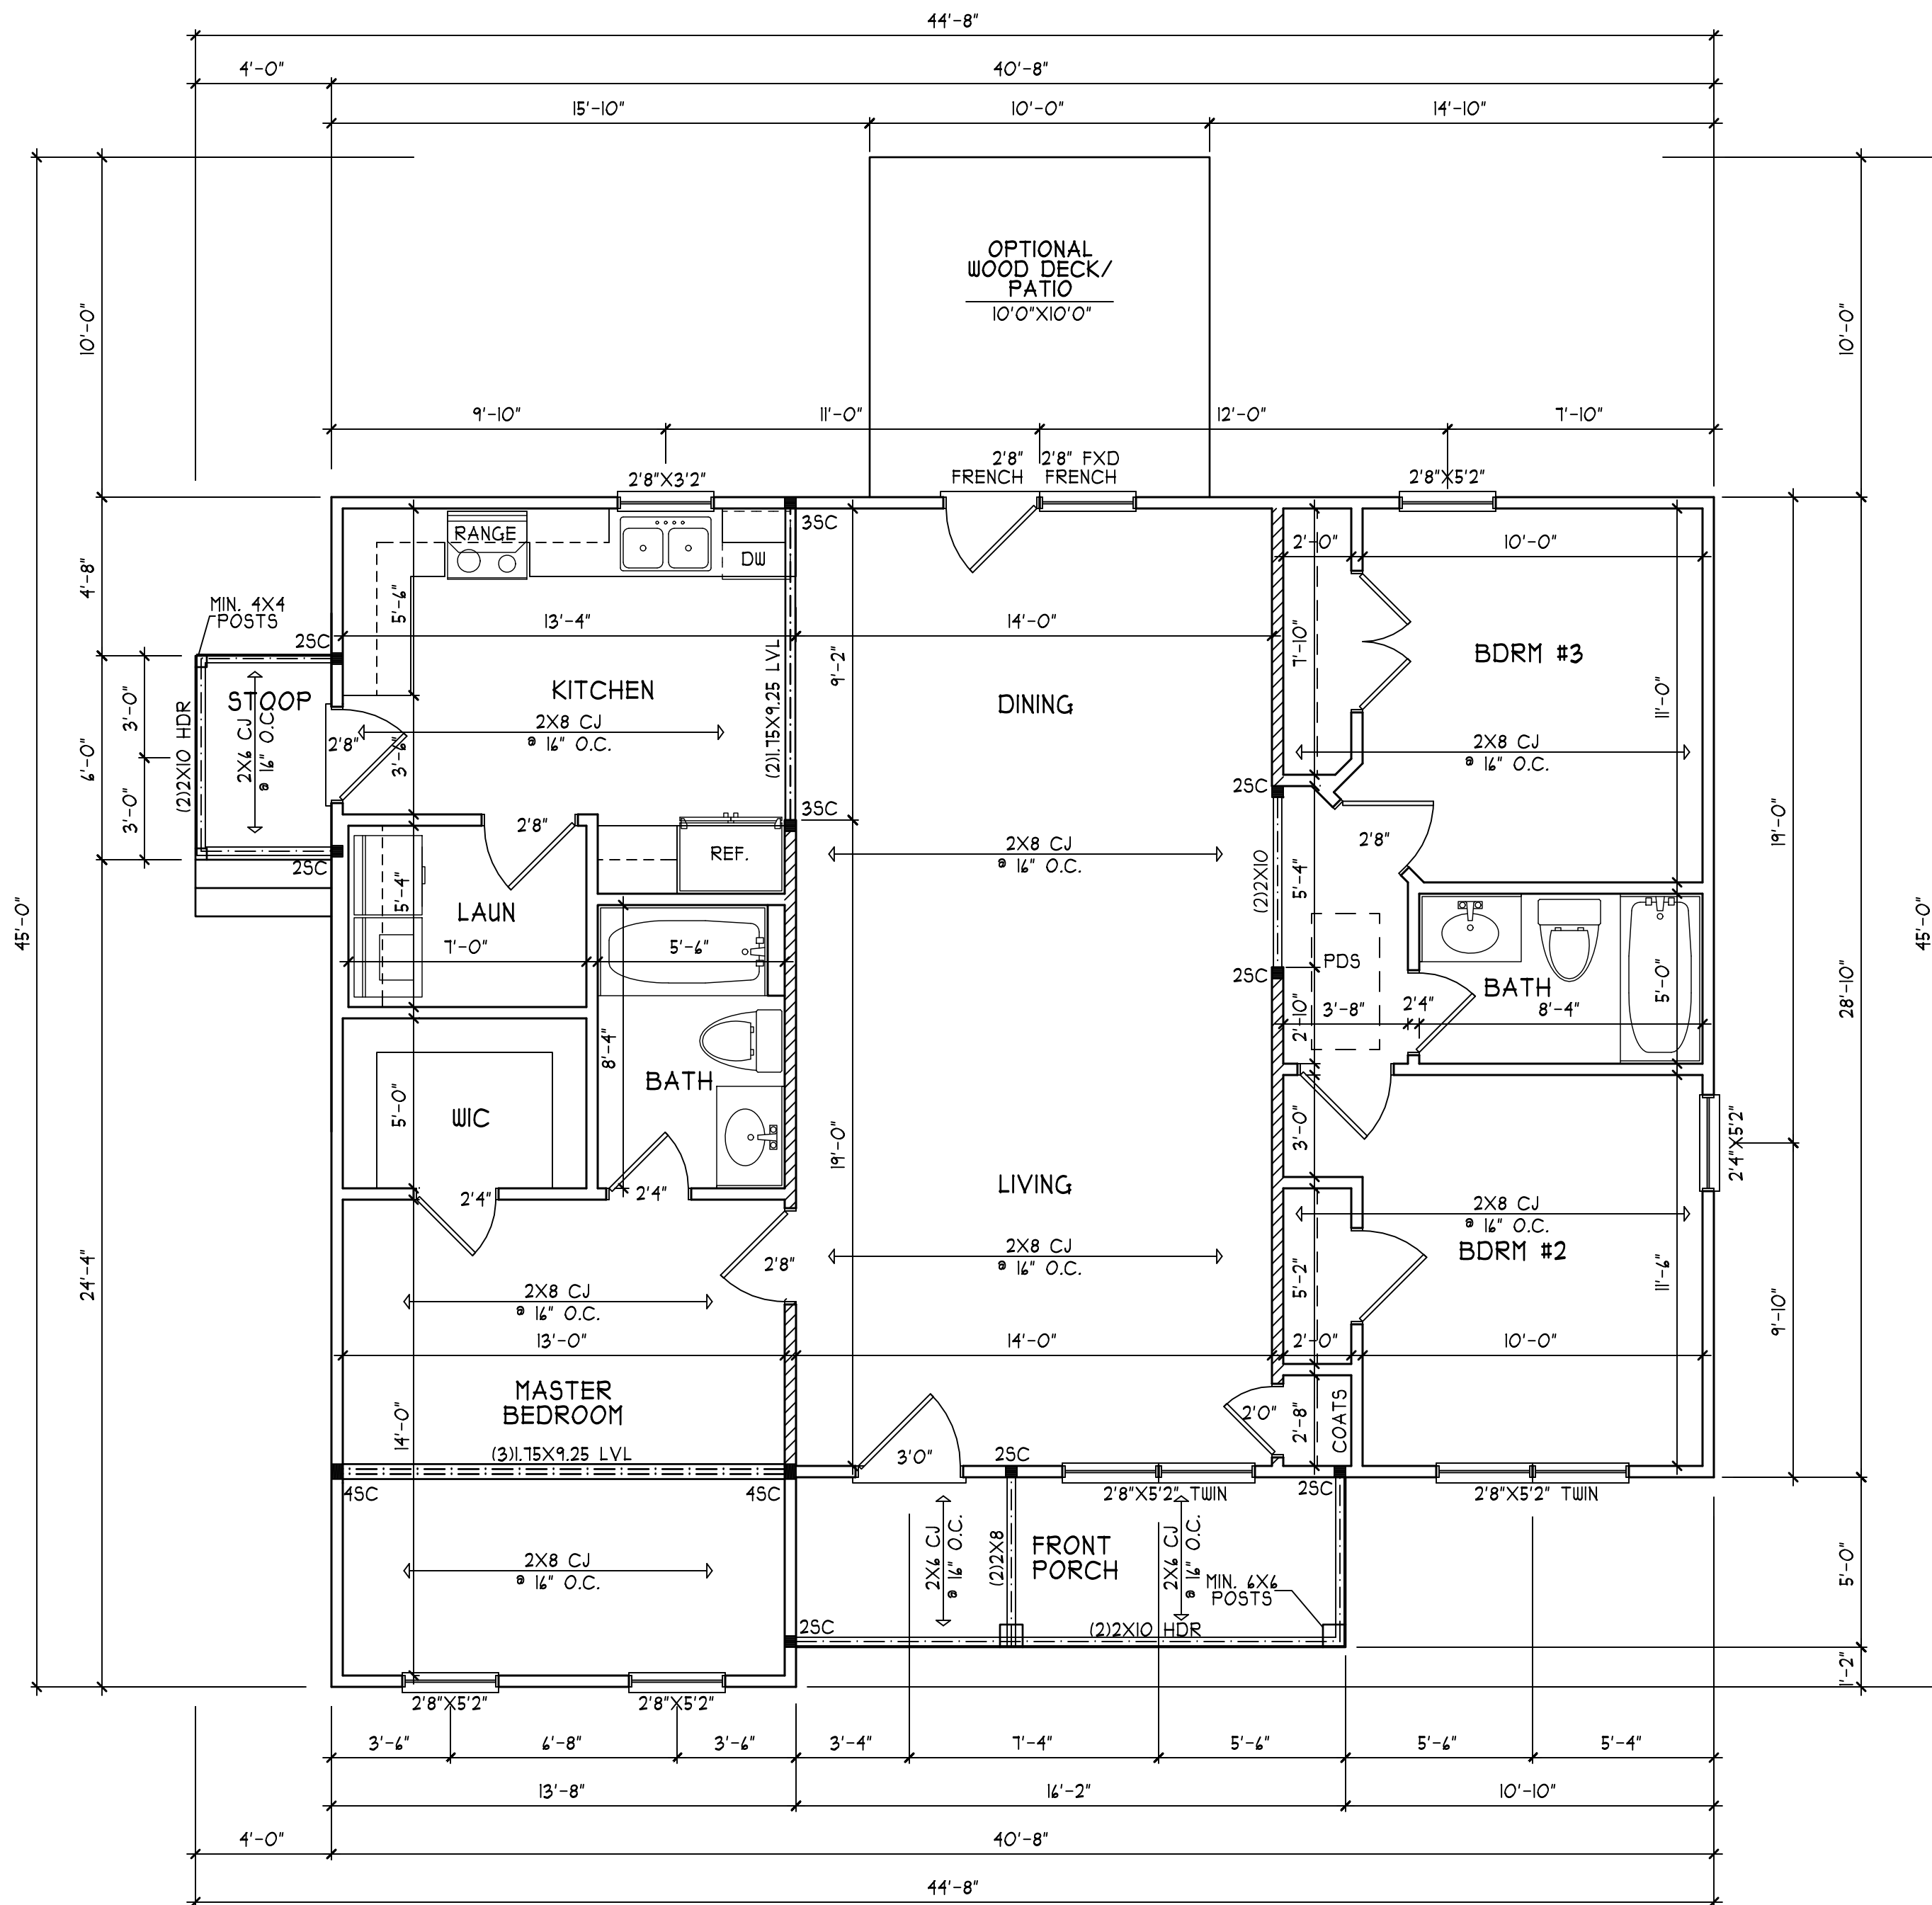 44'-8"
4'-0"
40'-8"
15'-10"
10'-0"
14'-10"
OPTIONAL
WOOD DECK/
PATIO
10'0"X10'0"
10'-0"
10'-0"
9'-10"
11'-0"
12'-0"
7'-10"
2'8"
FRENCH
2'8" FXD
FRENCH
2'8"X3'2"
2'8"X5'2"
3SC
RANGE
DW
2'-0"
10'-0"
4'-8"
MIN. 4X4
POSTS
2SC
5'-6"
13'-4"
14'-0"
7'-10"
BDRM #3
11'-0"
STOOP
2X6 CJ
@ 16" O.C.
(2)2X10 HDR
3'-0"
6'-0"
3'-0"
2'8"
KITCHEN
2X8 CJ
@ 16" O.C.
3'-6"
(2)1.75X9.25 LVL
9'-2"
DINING
2X8 CJ
@ 16" O.C.
2SC
3SC
2'8"
2'8"
19'-0"
2SC
REF.
2X8 CJ
@ 16" O.C.
(2)2X10
5'-4"
5'-4"
LAUN
7'-0"
5'-6"
45'-0"
45'-0"
PDS
2SC
BATH
5'-0"
8'-4"
3'-8"
2'4"
2'-10"
28'-10"
8'-4"
BATH
WIC
5'-0"
19'-0"
3'-0"
2'4"X5'2"
LIVING
2'4"
2'4"
2X8 CJ
@ 16" O.C.
BDRM #2
11'-6"
24'-4"
2X8 CJ
@ 16" O.C.
2'8"
2X8 CJ
@ 16" O.C.
5'-2"
9'-10"
13'-0"
14'-0"
2'-0"
10'-0"
MASTER
BEDROOM
14'-0"
2'0"
2'-8"
COATS
(3)1.75X9.25 LVL
3'0"
2SC
4SC
4SC
2'8"X5'2" TWIN
2SC
2'8"X5'2" TWIN
2X8 CJ
@ 16" O.C.
2X6 CJ
@ 16" O.C.
(2)2X8
FRONT
PORCH
2X6 CJ
@ 16" O.C.
MIN. 6X6
POSTS
5'-0"
2SC
(2)2X10 HDR
1'-2"
2'8"X5'2"
2'8"X5'2"
3'-6"
6'-8"
3'-6"
3'-4"
7'-4"
5'-6"
5'-6"
5'-4"
13'-8"
16'-2"
10'-10"
4'-0"
40'-8"
44'-8"